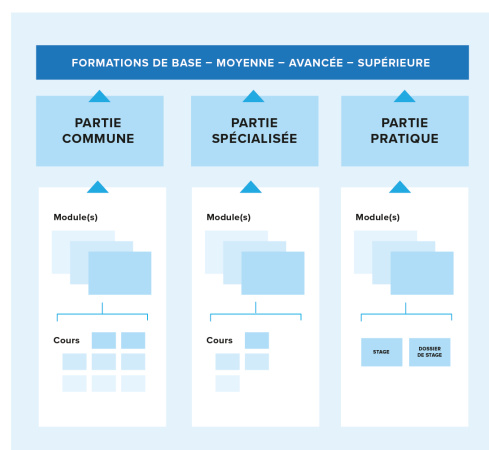 FORMATIONS DE BASE – MOYENNE – AVANCÉE – SUPÉRIEURE
PARTIE
COMMUNE
PARTIE
SPÉCIALISÉE
PARTIE
PRATIQUE
Module(s)
Module(s)
Module(s)
Cours
Cours
STAGE
DOSSIER
DE STAGE